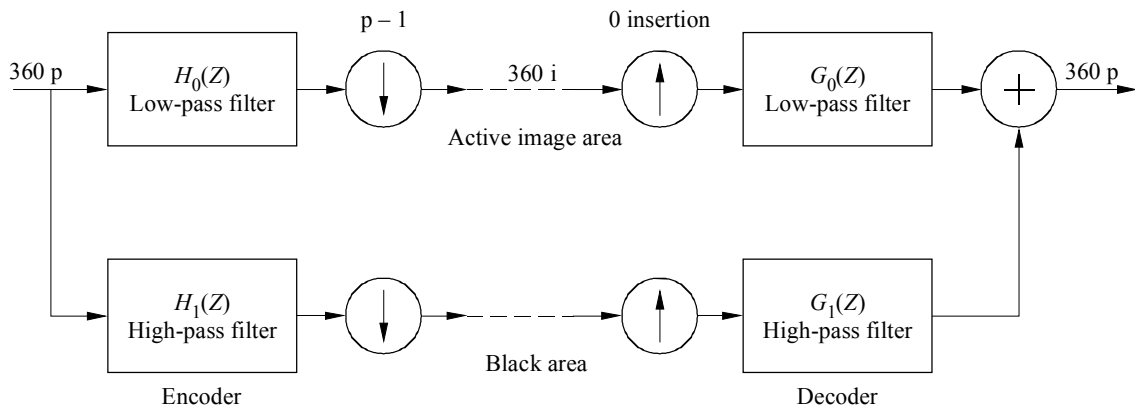 p – 1
0 insertion
360 p
H0(Z)
Low-pass filter
360 i
G0(Z)
Low-pass filter
+
360 p
Active image area
H1(Z)
High-pass filter
G1(Z)
High-pass filter
Black area
Encoder
Decoder